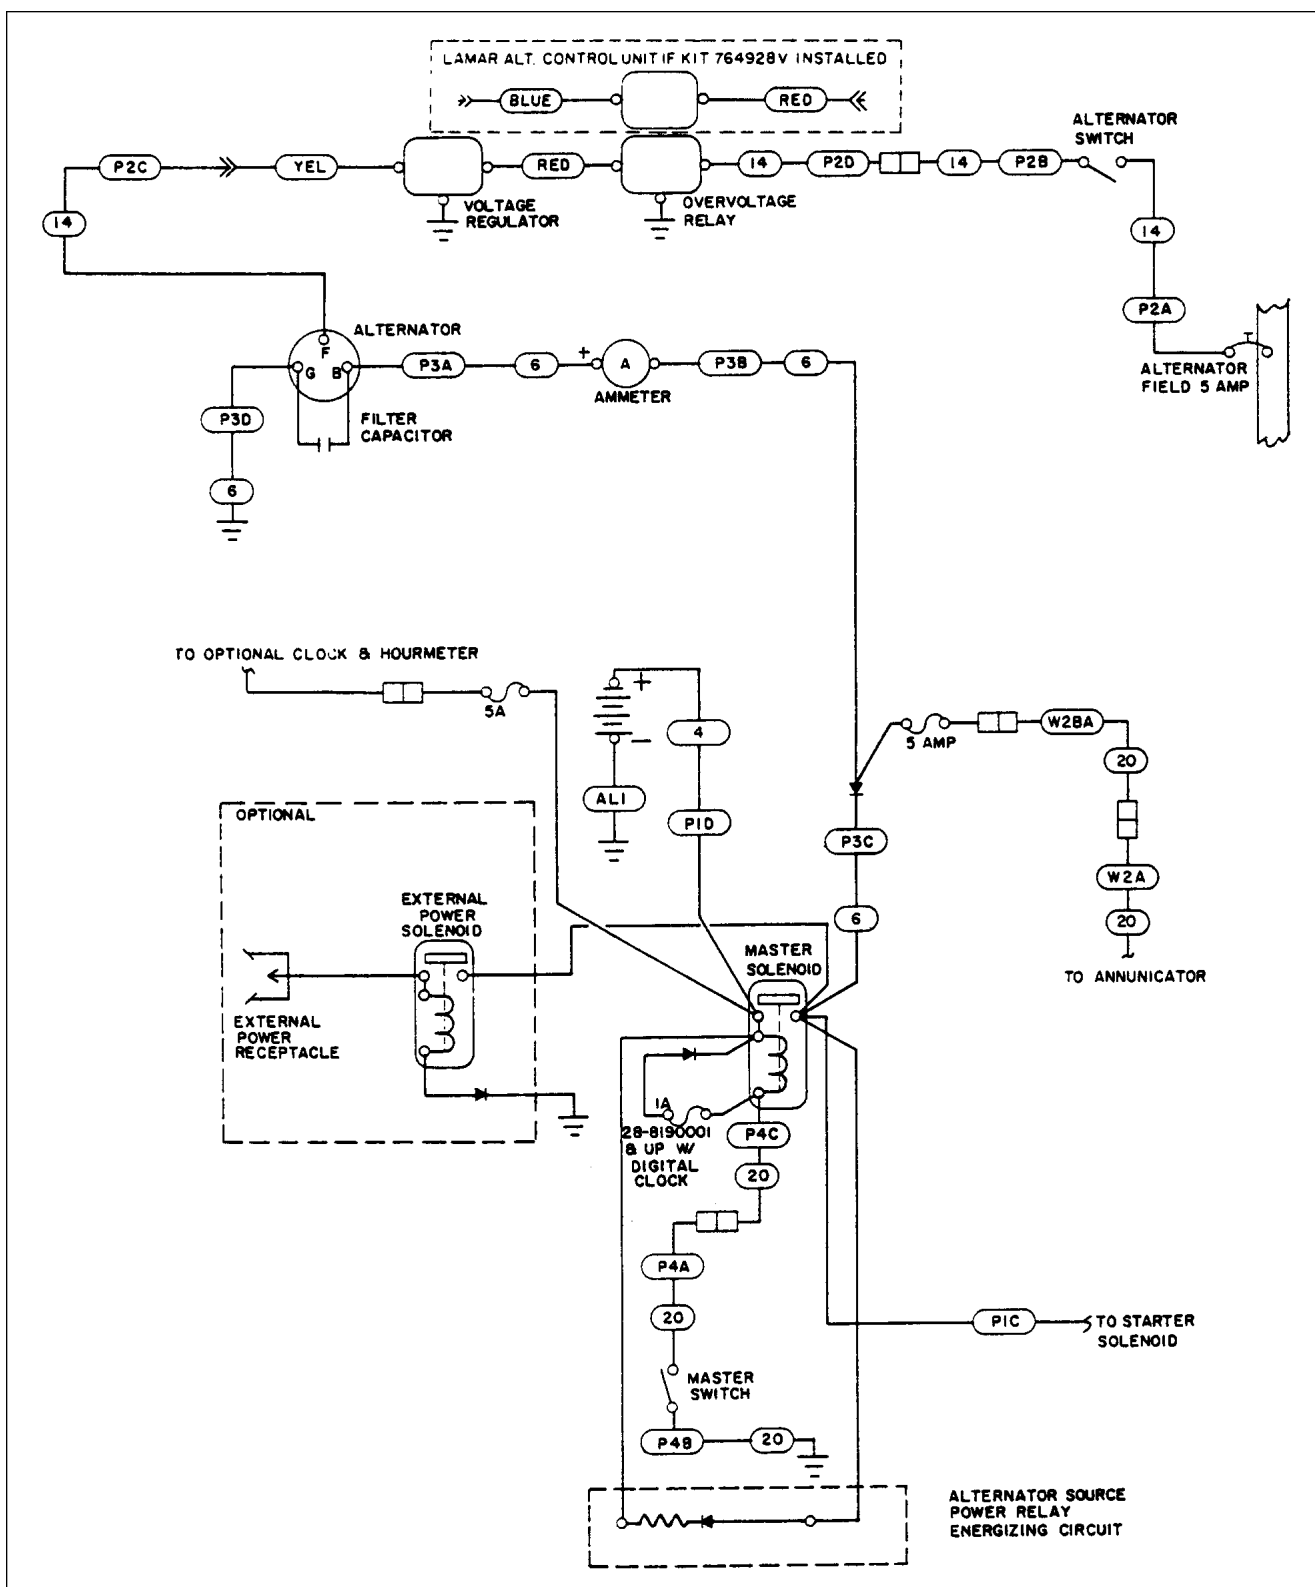 LAMAR ALT. CONTROL UNIT IF KIT 764928V INSTALLED
BLUE
RED
ALTERNATOR
SWITCH
P2C
YEL
RED
14
P2D
14
P2B
VOLTAGE
REGULATOR
OVERVOLTAGE
RELAY
14
14
P2A
ALTERNATOR
FIELD 5 AMP
ALTERNATOR
F
G
B
P3A
6
+
A
AMMETER
P3B
6
P3D
FILTER
CAPACITOR
6
TO OPTIONAL CLOCK & HOURMETER
5A
+
−
4
AL1
P1D
5 AMP
W2BA
20
W2A
20
TO ANNUNICATOR
P3C
6
OPTIONAL
EXTERNAL
POWER
SOLENOID
EXTERNAL
POWER
RECEPTACLE
MASTER
SOLENOID
1A
28-8190001
& UP W/
DIGITAL
CLOCK
P4C
20
P4A
20
MASTER
SWITCH
P4B
20
P1C
TO STARTER
SOLENOID
ALTERNATOR SOURCE
POWER RELAY
ENERGIZING CIRCUIT